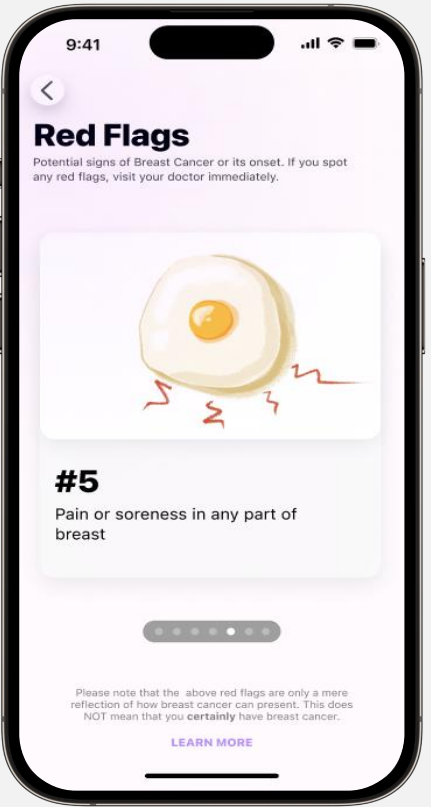 9:41
Red Flags
Potential signs of Breast Cancer or its onset. If you spot
any red flags, visit your doctor immediately.
#5
Pain or soreness in any part of
breast
Please note that the above red flags are only a mere
reflection of how breast cancer can present. This does
NOT mean that you certainly have breast cancer.
LEARN MORE